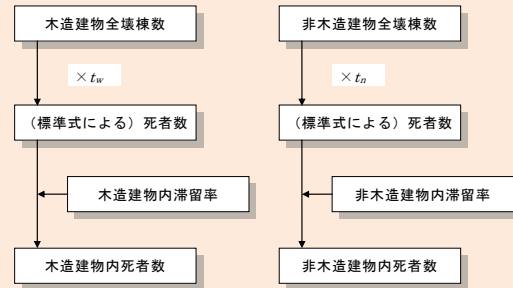 木造建物全壊棟数
× tw
（標準式による）死者数
木造建物内滞留率
木造建物内死者数
非木造建物全壊棟数
× tn
（標準式による）死者数
非木造建物内滞留率
非木造建物内死者数